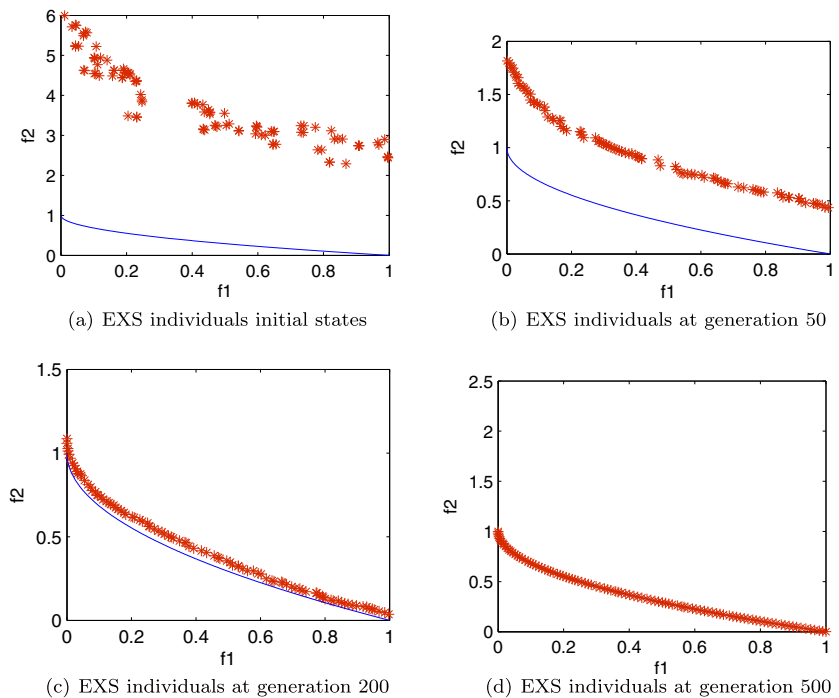 6
5
4
3
2
1
0
0 0.2 0.4 0.6 0.8 1
f2
f1
(a) EXS individuals initial states
2
1.5
1
0.5
0
0 0.2 0.4 0.6 0.8 1
f2
f1
(b) EXS individuals at generation 50
1.5
1
0.5
0
0 0.2 0.4 0.6 0.8 1
f2
f1
(c) EXS individuals at generation 200
2.5
2
1.5
1
0.5
0
0 0.2 0.4 0.6 0.8 1
f2
f1
(d) EXS individuals at generation 500